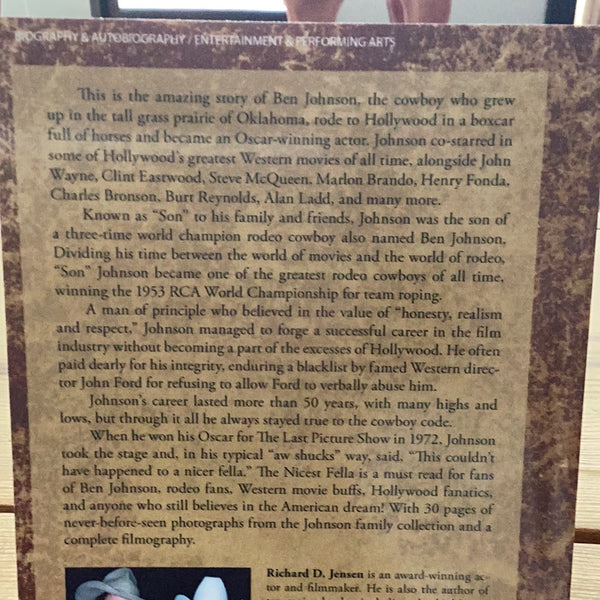 BIOGRAPHY & AUTOBIOGRAPHY / ENTERTAINMENT & PERFORMING ARTS
This is the amazing story of Ben Johnson, the cowboy who grew
up in the tall grass prairie of Oklahoma, rode to Hollywood in a boxcar
full of horses and became an Oscar-winning actor. Johnson co-starred in
some of Hollywood's greatest Western movies of all time, alongside John
Wayne, Clint Eastwood, Steve McQueen, Marlon Brando, Henry Fonda,
Charles Bronson, Burt Reynolds, Alan Ladd, and many more.
Known as “Son” to his family and friends, Johnson was the son of
a three-time world champion rodeo cowboy also named Ben Johnson.
Dividing his time between the world of movies and the world of rodeo,
“Son” Johnson became one of the greatest rodeo cowboys of all time,
winning the 1953 RCA World Championship for team roping.
A man of principle who believed in the value of “honesty, realism
and respect,” Johnson managed to forge a successful career in the film
industry without becoming a part of the excesses of Hollywood. He often
paid dearly for his integrity, enduring a blacklist by famed Western direc-
tor John Ford for refusing to allow Ford to verbally abuse him.
Johnson's career lasted more than 50 years, with many highs and
lows, but through it all he always stayed true to the cowboy code.
When he won his Oscar for The Last Picture Show in 1972, Johnson
took the stage and, in his typical “aw shucks” way, said, “This couldn't
have happened to a nicer fella.” The Nicest Fella is a must read for fans
of Ben Johnson, rodeo fans, Western movie buffs, Hollywood fanatics,
and anyone who still believes in the American dream! With 30 pages of
never-before-seen photographs from the Johnson family collection and a
complete filmography.
Richard D. Jensen is an award-winning ac-
tor and filmmaker. He is also the author of